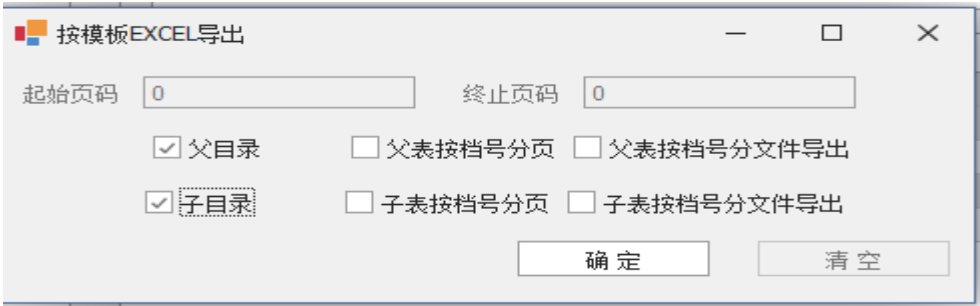 按模板EXCEL导出
起始页码 0 终止页码 0
父目录 父表按档号分页 父表按档号分文件导出
子目录 子表按档号分页 子表按档号分文件导出
确定 清空